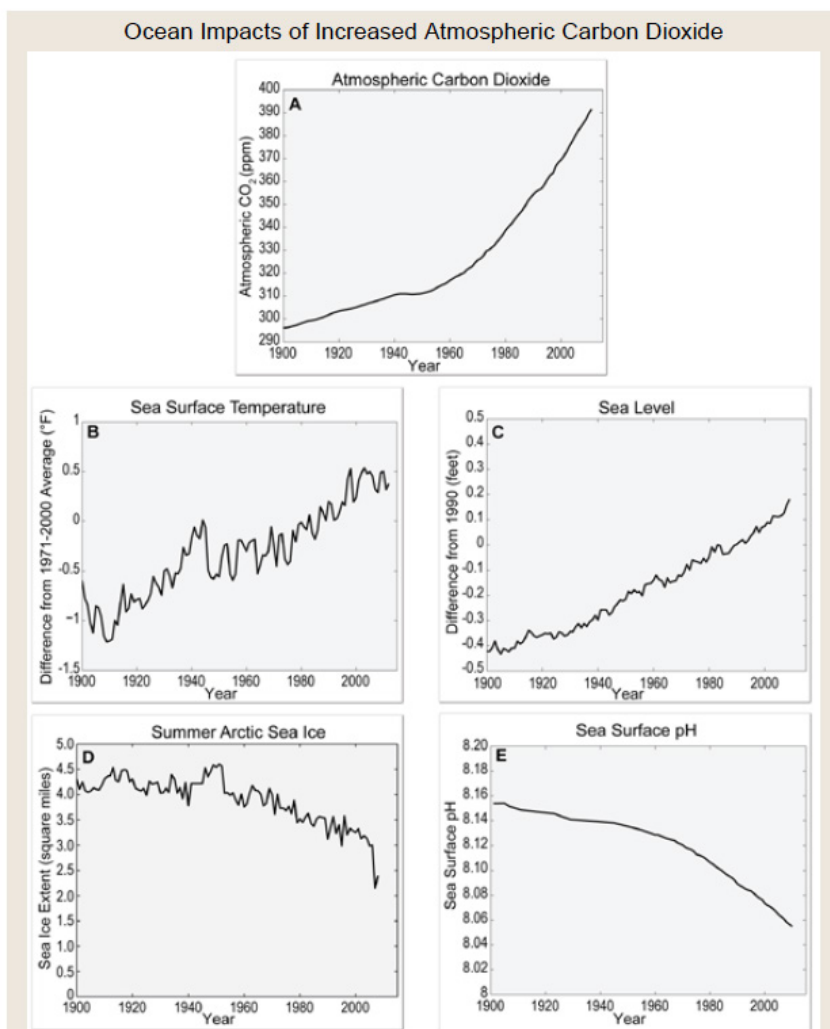 Ocean Impacts of Increased Atmospheric Carbon Dioxide
Atmospheric Carbon Dioxide
A
Atmospheric CO₂ (ppm)
400
390
380
370
360
350
340
330
320
310
300
290
1900 1920 1940 1960 1980 2000
Year
Sea Surface Temperature
B
Difference from 1971-2000 Average (°F)
1
0.5
0
-0.5
-1
-1.5
1900 1920 1940 1960 1980 2000
Year
Sea Level
C
Difference from 1990 (feet)
0.5
0.4
0.3
0.2
0.1
0
-0.1
-0.2
-0.3
-0.4
-0.5
1900 1920 1940 1960 1980 2000
Year
Summer Arctic Sea Ice
D
Sea Ice Extent (square miles)
5.0
4.5
4.0
3.5
3.0
2.5
2.0
1.5
1.0
0.5
0
1900 1920 1940 1960 1980 2000
Year
Sea Surface pH
E
Sea Surface pH
8.20
8.18
8.16
8.14
8.12
8.10
8.08
8.06
8.04
8.02
8
1900 1920 1940 1960 1980 2000
Year